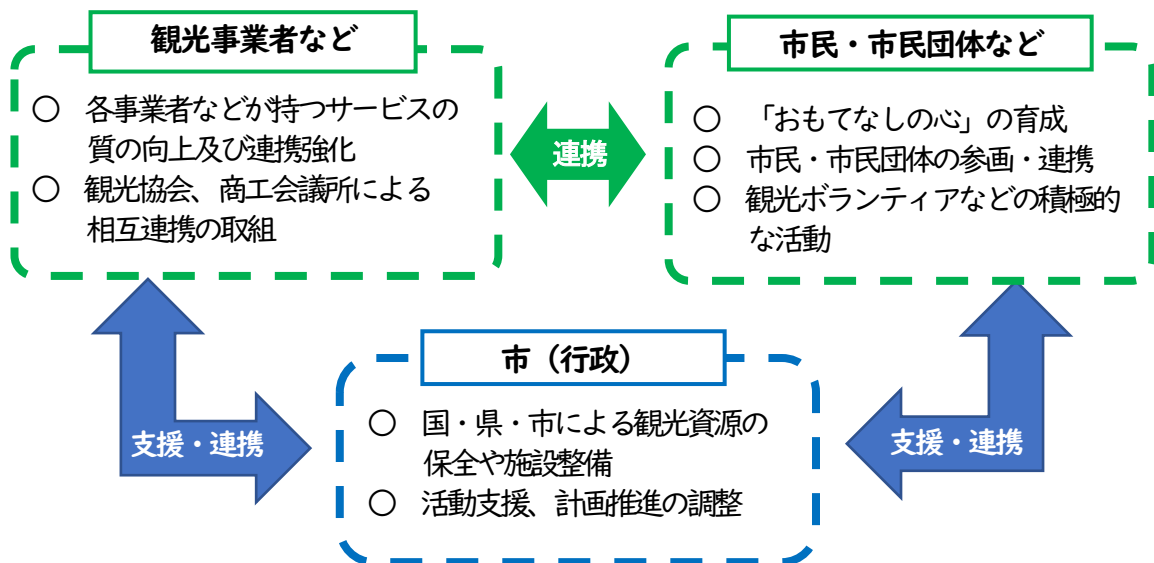 観光事業者など
○ 各事業者などが持つサービスの
質の向上及び連携強化
○ 観光協会、商工会議所による
相互連携の取組
連携
市民・市民団体など
○ 「おもてなしの心」の育成
○ 市民・市民団体の参画・連携
○ 観光ボランティアなどの積極的
な活動
支援・連携
市（行政）
○ 国・県・市による観光資源の
保全や施設整備
○ 活動支援、計画推進の調整
支援・連携